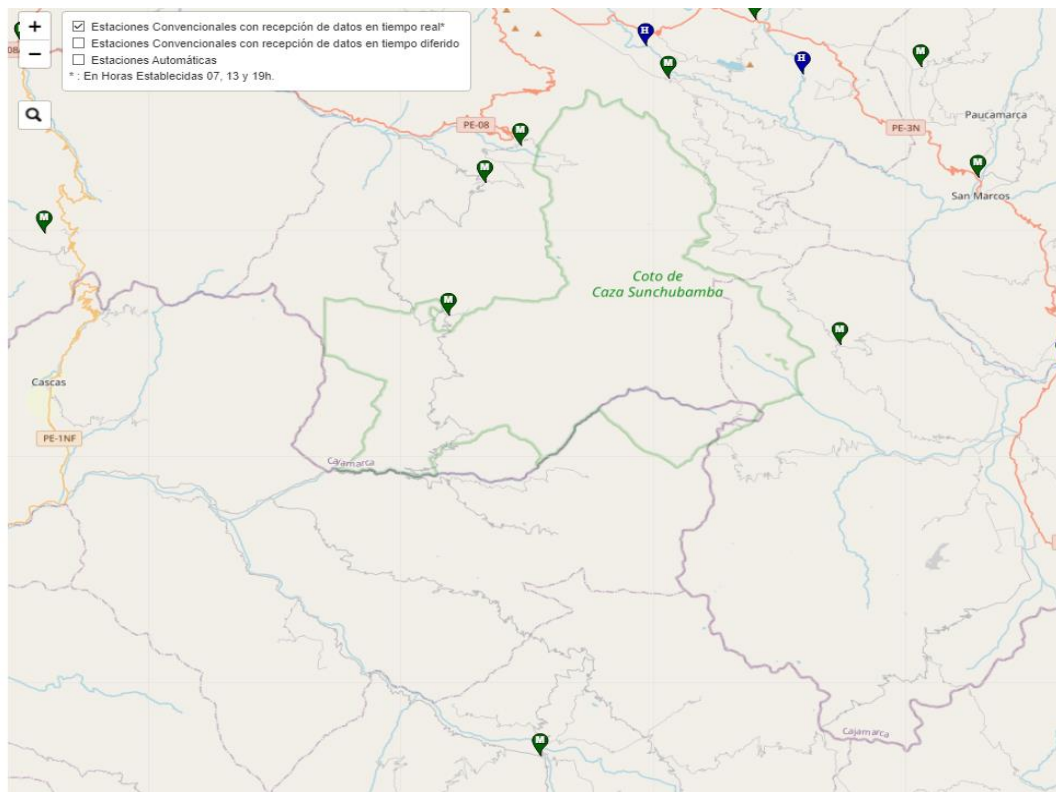 +
−
Estaciones Convencionales con recepción de datos en tiempo real*
Estaciones Convencionales con recepción de datos en tiempo diferido
Estaciones Automáticas
* : En Horas Establecidas 07, 13 y 19h.
M
H
M
H
M
PE-08
M
PE-3N
Paucamarca
M
M
San Marcos
M
Coto de
Caza Sunchubamba
M
M
Cascas
PE-1NF
Cajamarca
Cajamarca
M